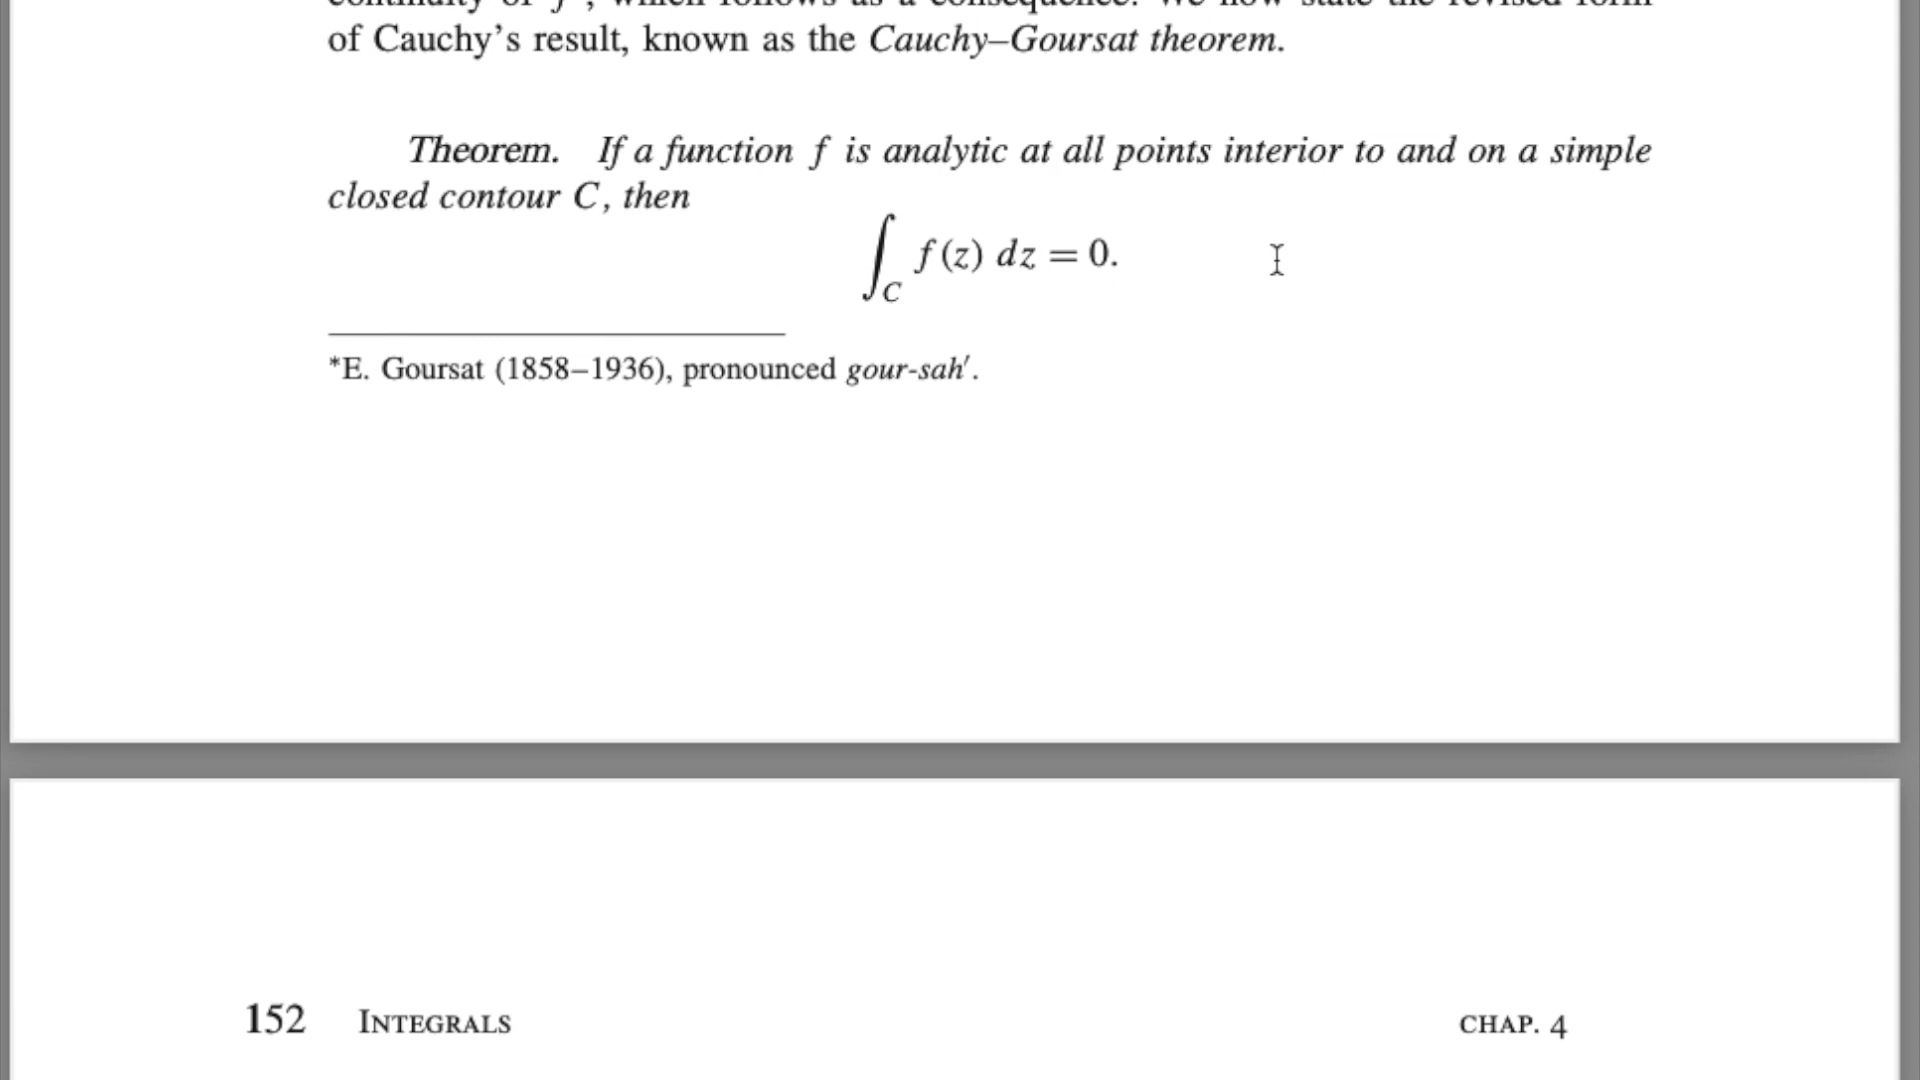 of Cauchy’s result, known as the Cauchy–Goursat theorem.
Theorem. If a function f is analytic at all points interior to and on a simple
closed contour C, then
∫_C f(z) dz = 0.
*E. Goursat (1858–1936), pronounced gour-sah′.
152 INTEGRALS CHAP. 4